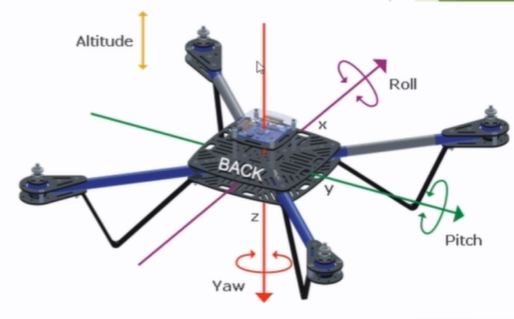 Altitude
Roll
x
BACK
y
z
Pitch
Yaw